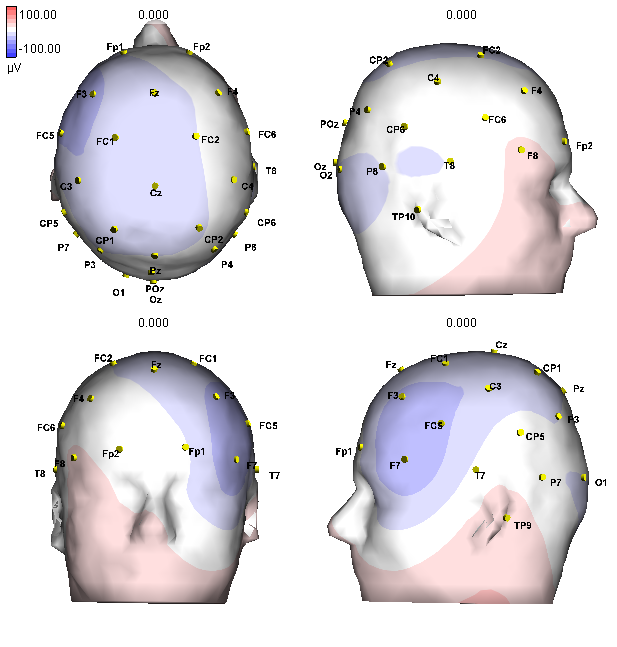 100.00
-100.00
µV
0.000
Fp1 Fp2
F3 Fz F4
FC5 FC1 FC2 FC6
T8
C3 Cz C4
CP5 CP6
P7 CP1 CP2 P8
P3 Pz P4
O1 POz
Oz
0.000
CP2 FC2
C4 F4
P4
POz CP6 FC6 Fp2
Oz P8 T8 F8
O2
TP10
0.000
FC2 Fz FC1
F4 F3
FC6 FC5
Fp2 Fp1
T8 F8 F7 T7
0.000
Cz
Fz FC1 CP1
F3 C3 Pz
FC5 P3
Fp1 CP5
F7 T7 P7 O1
TP9